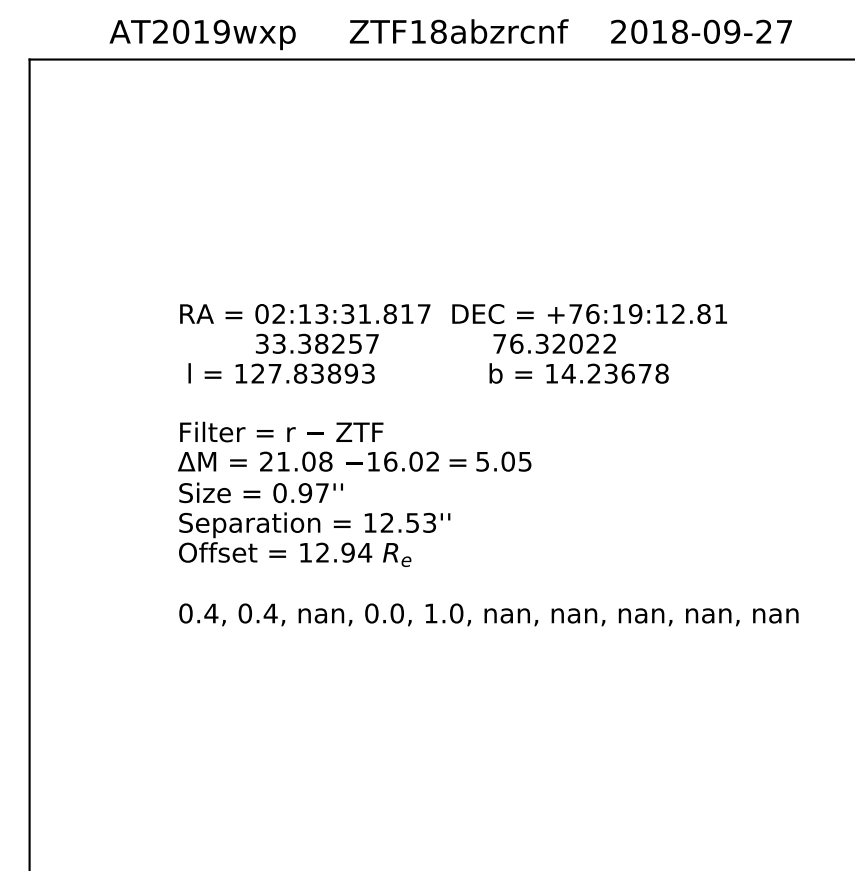 AT2019wxp ZTF18abzrcnf 2018-09-27
RA = 02:13:31.817 DEC = +76:19:12.81
33.38257 76.32022
l = 127.83893 b = 14.23678
Filter = r − ZTF
ΔM = 21.08 −16.02 = 5.05
Size = 0.97''
Separation = 12.53''
Offset = 12.94 Re
0.4, 0.4, nan, 0.0, 1.0, nan, nan, nan, nan, nan